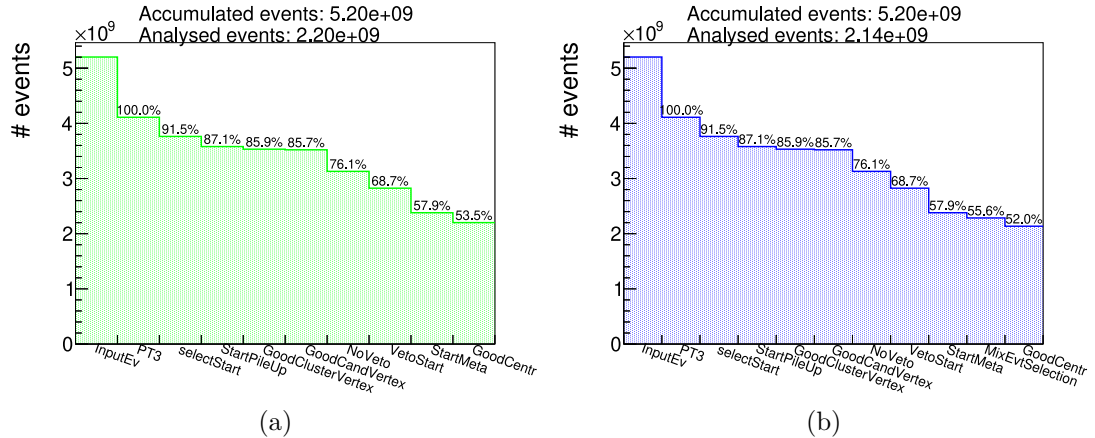 Accumulated events: 5.20e+09
Analysed events: 2.20e+09
×10⁹
# events
5
4
3
2
1
0
100.0%
91.5%
87.1%
85.9%
85.7%
76.1%
68.7%
57.9%
53.5%
InputEv
PT3
selectStart
StartPileUp
GoodClusterVertex
GoodCandVertex
NoVeto
VetoStart
StartMeta
GoodCentr
(a)
Accumulated events: 5.20e+09
Analysed events: 2.14e+09
×10⁹
# events
5
4
3
2
1
0
100.0%
91.5%
87.1%
85.9%
85.7%
76.1%
68.7%
57.9%
55.6%
52.0%
InputEv
PT3
selectStart
StartPileUp
GoodClusterVertex
GoodCandVertex
NoVeto
VetoStart
StartMeta
MixEvtSelection
GoodCentr
(b)